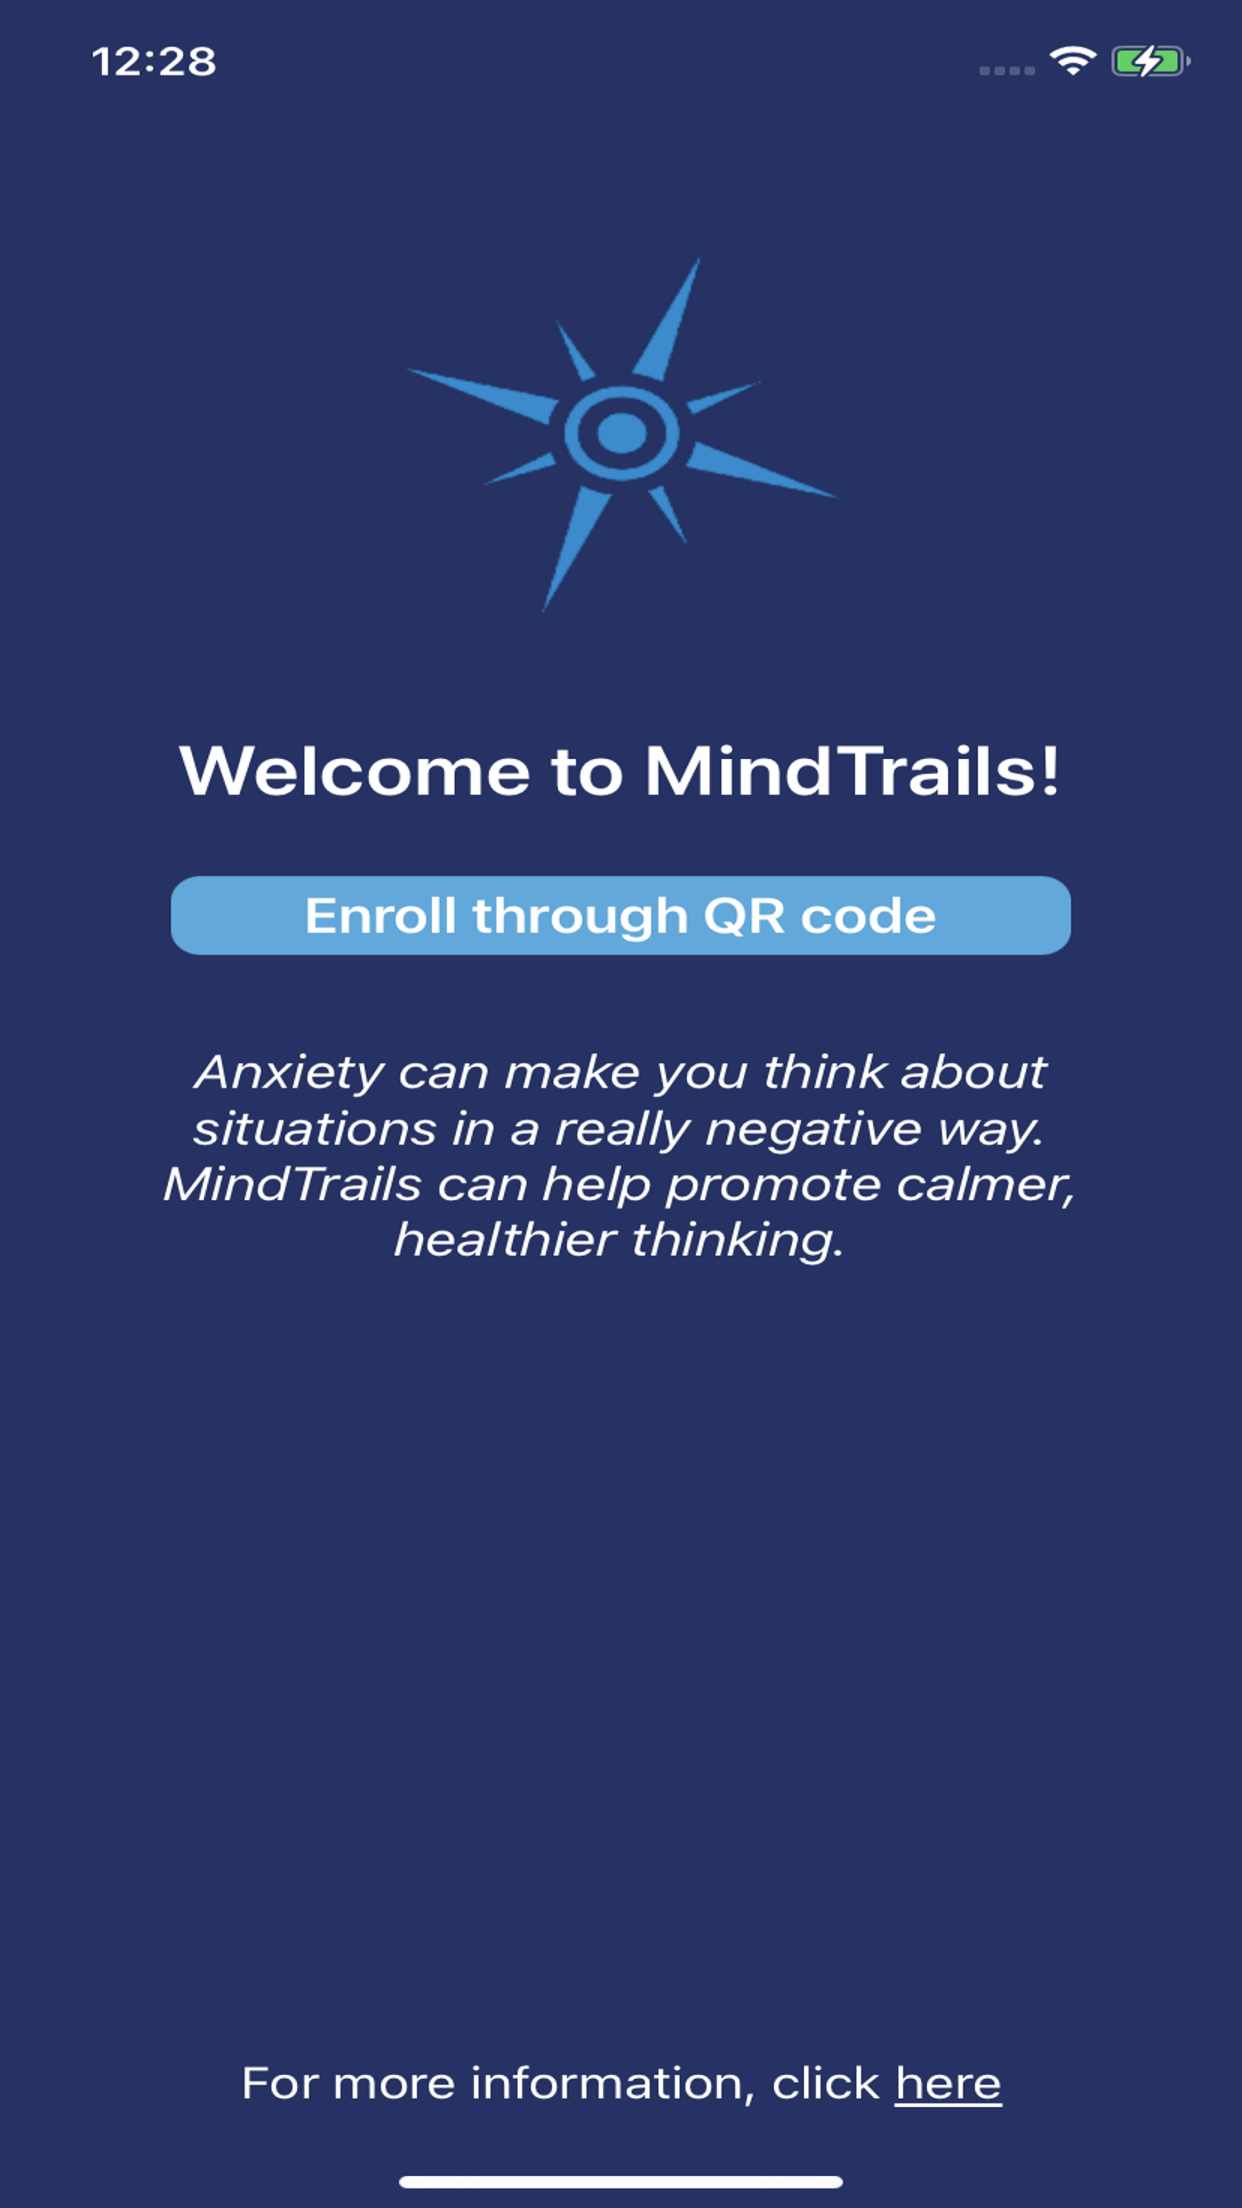 12:28
Welcome to MindTrails!
Enroll through QR code
Anxiety can make you think about
situations in a really negative way.
MindTrails can help promote calmer,
healthier thinking.
For more information, click here